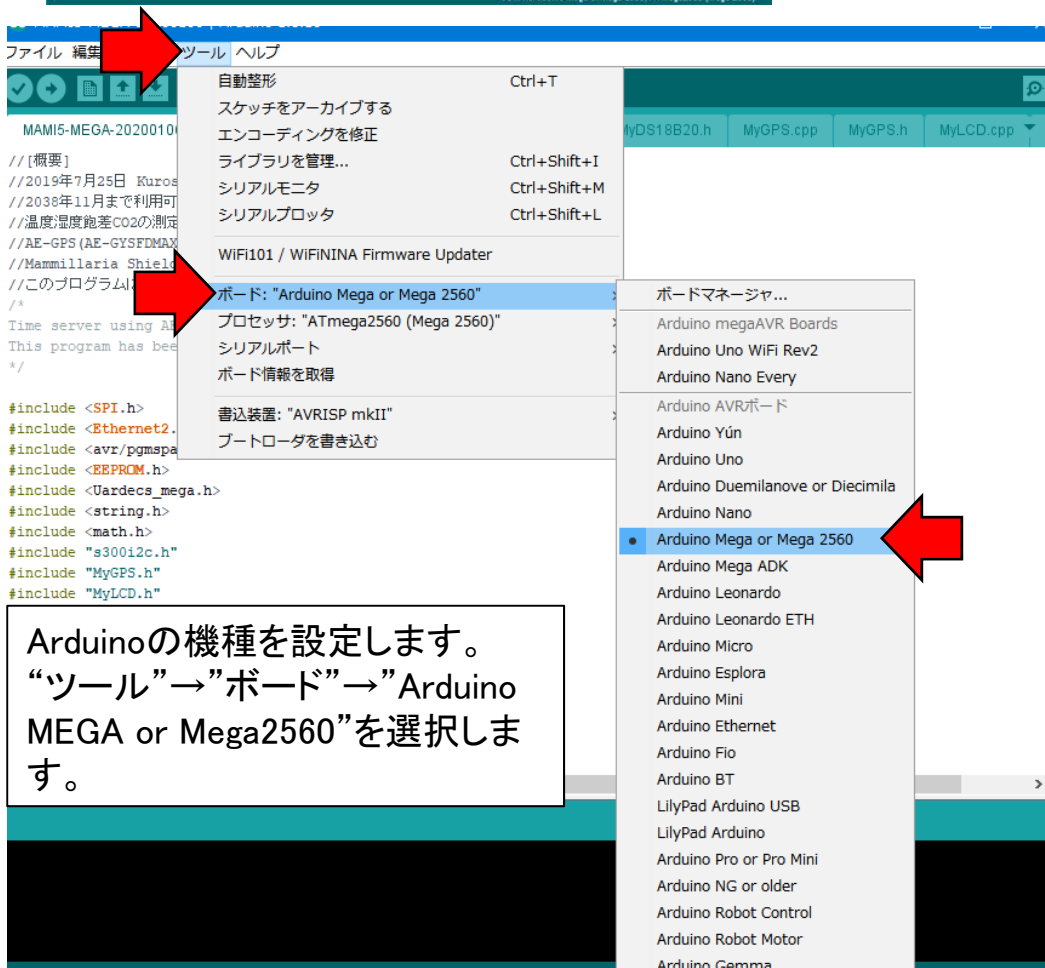 ファイル 編集 ツール ヘルプ
自動整形 Ctrl+T
スケッチをアーカイブする
エンコーディングを修正
ライブラリを管理... Ctrl+Shift+I
シリアルモニタ Ctrl+Shift+M
シリアルプロッタ Ctrl+Shift+L
WiFi101 / WiFiNINA Firmware Updater
ボード: "Arduino Mega or Mega 2560"
プロセッサ: "ATmega2560 (Mega 2560)"
シリアルポート
ボード情報を取得
書込装置: "AVRISP mkII"
ブートローダを書き込む
MAMI5-MEGA-2020010 MyDS18B20.h MyGPS.cpp MyGPS.h MyLCD.cpp
//[概要]
//2019年7月25日 Kuros
//2038年11月まで利用可
//温度湿度飽差CO2の測定
//AE-GPS(AE-GYSFDMAX
//Mammillaria Shield
//このプログラムに
/*
Time server using AE
This program has bee
*/
#include <SPI.h>
#include <Ethernet2.
#include <avr/pgmspa
#include <EEPROM.h>
#include <Uardecs_mega.h>
#include <string.h>
#include <math.h>
#include "s300i2c.h"
#include "MyGPS.h"
#include "MyLCD.h"
ボードマネージャ...
Arduino megaAVR Boards
Arduino Uno WiFi Rev2
Arduino Nano Every
Arduino AVRボード
Arduino Yún
Arduino Uno
Arduino Duemilanove or Diecimila
Arduino Nano
Arduino Mega or Mega 2560
Arduino Mega ADK
Arduino Leonardo
Arduino Leonardo ETH
Arduino Micro
Arduino Esplora
Arduino Mini
Arduino Ethernet
Arduino Fio
Arduino BT
LilyPad Arduino USB
LilyPad Arduino
Arduino Pro or Pro Mini
Arduino NG or older
Arduino Robot Control
Arduino Robot Motor
Arduino Gemma
Arduinoの機種を設定します。
“ツール”→”ボード”→”Arduino
MEGA or Mega2560”を選択しま
す。